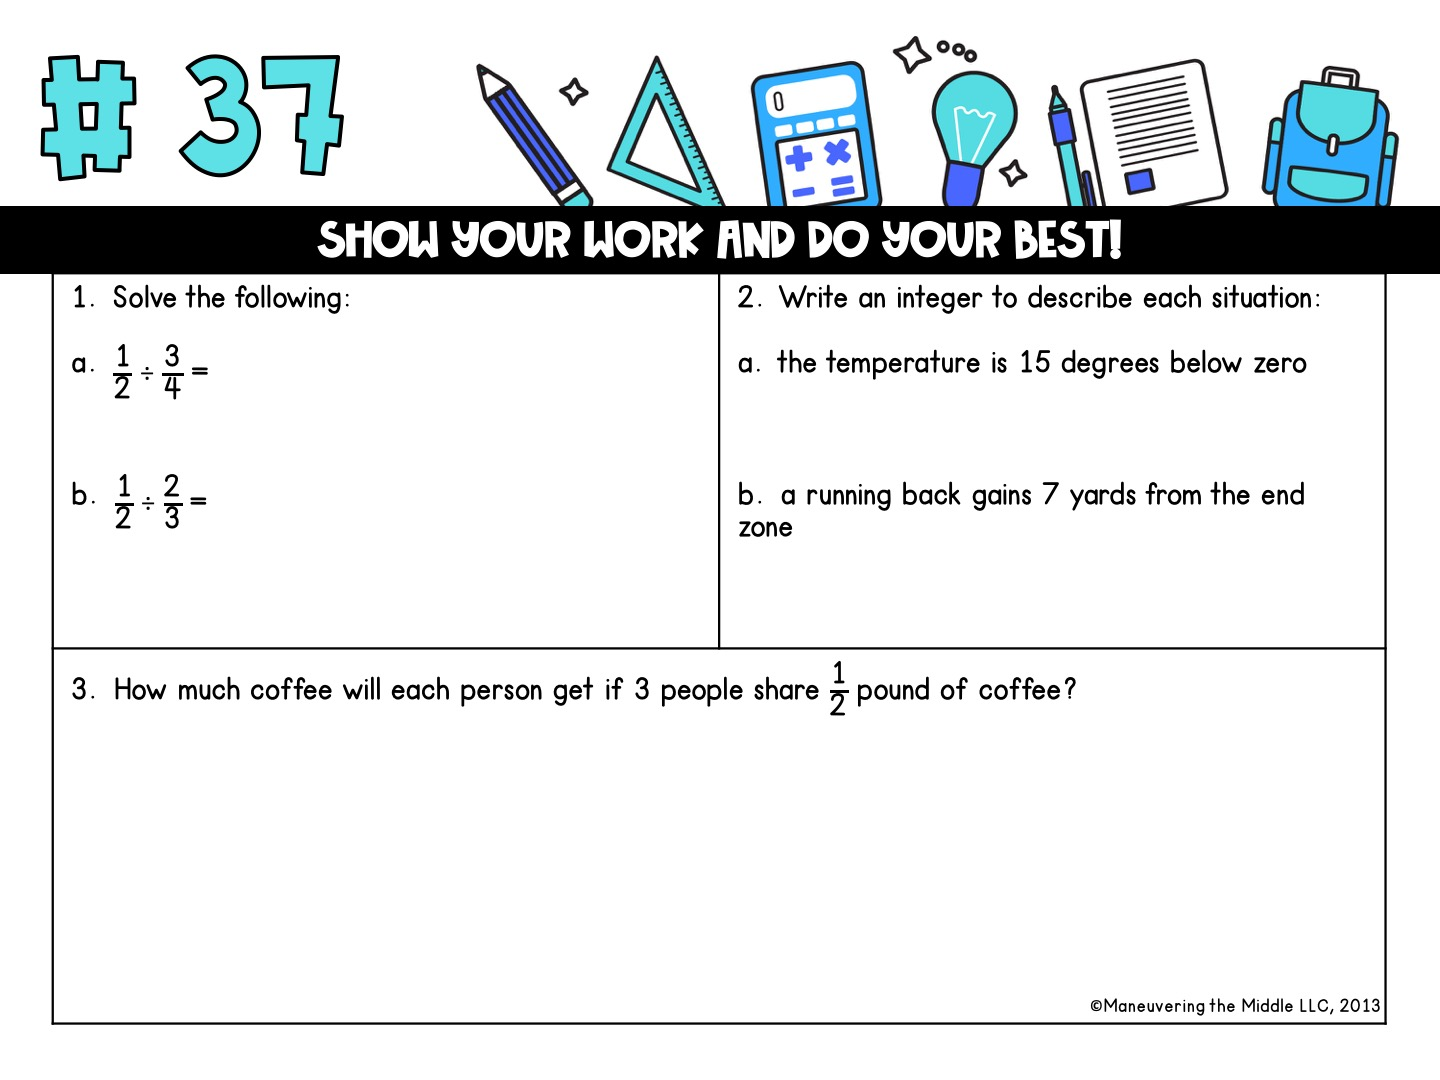 # 37
0
SHOW YOUR WORK AND DO YOUR BEST!
1. Solve the following:
a. 1/2 ÷ 3/4 =
b. 1/2 ÷ 2/3 =
2. Write an integer to describe each situation:
a. the temperature is 15 degrees below zero
b. a running back gains 7 yards from the end
zone
3. How much coffee will each person get if 3 people share 1/2 pound of coffee?
©Maneuvering the Middle LLC, 2013